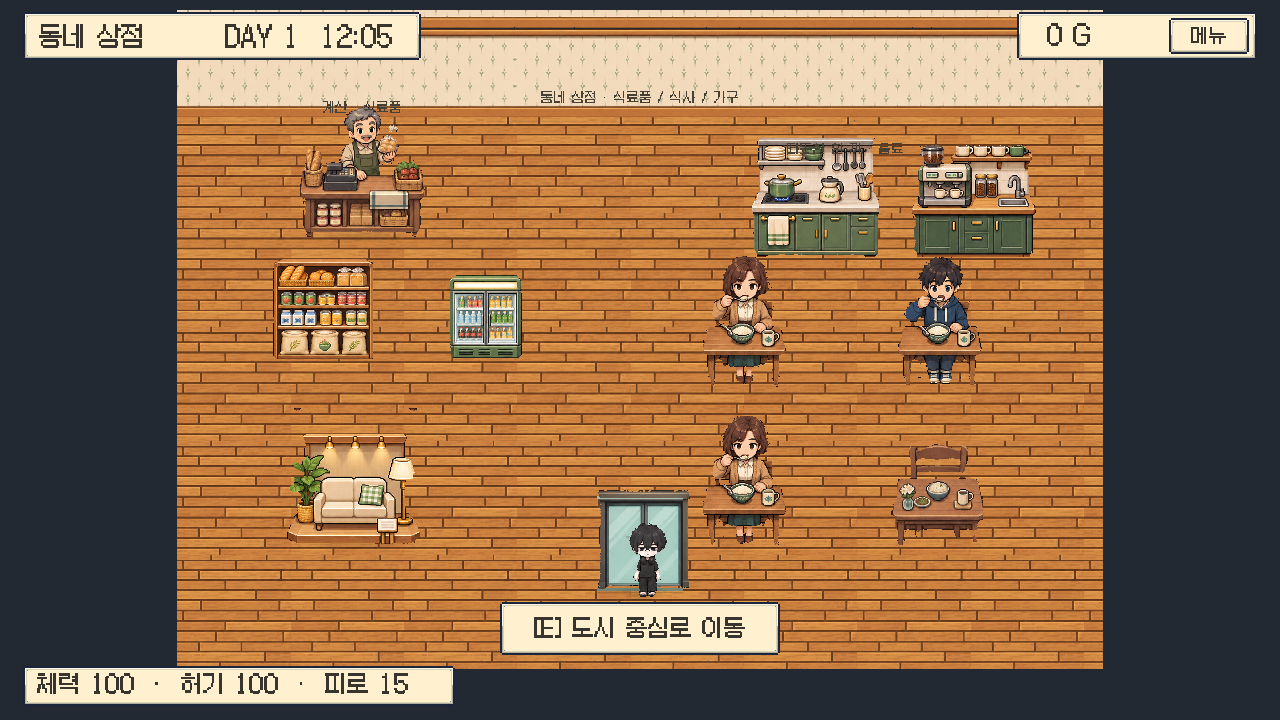 동네 상점 DAY 1 12:05
0 G 메뉴
동네 상점 · 식료품 / 식사 / 가구
계산 식료품
음료
[E] 도시 중심로 이동
체력 100 · 허기 100 · 피로 15